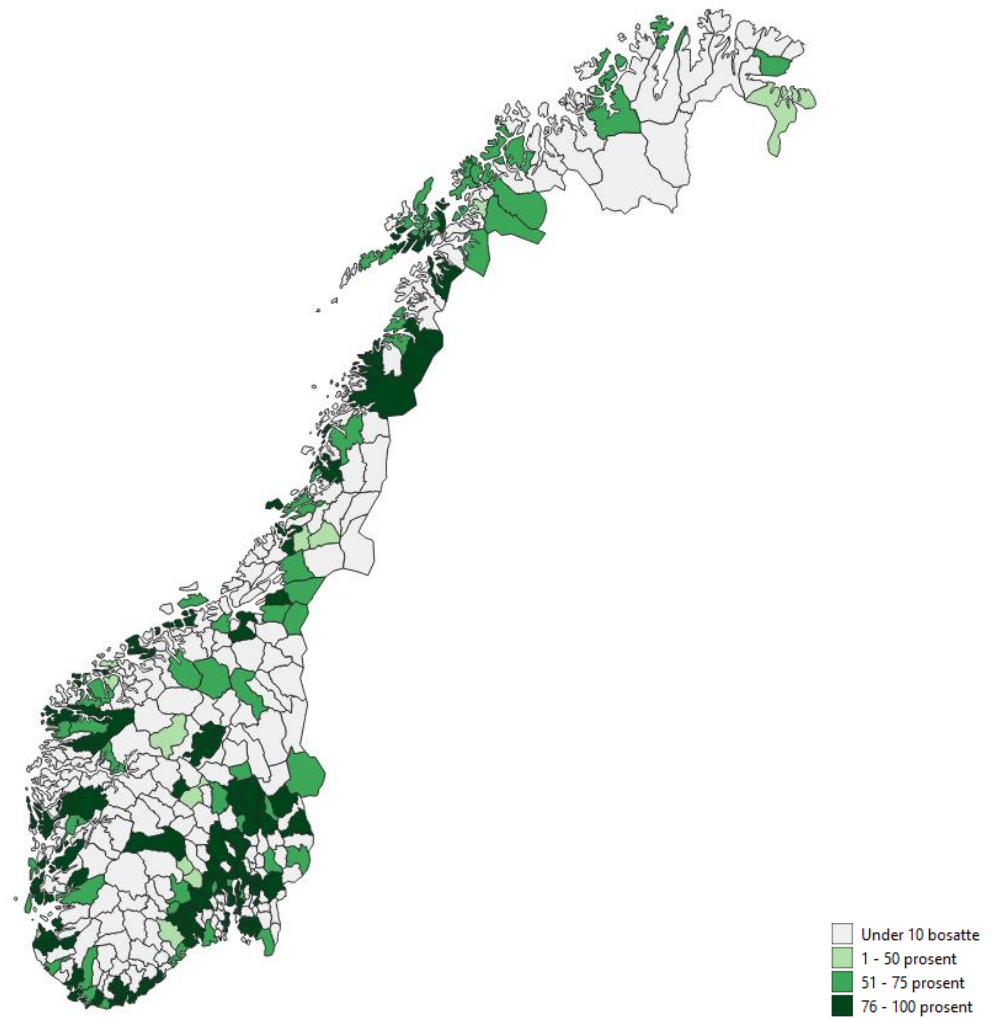 Under 10 bosatte
1 - 50 prosent
51 - 75 prosent
76 - 100 prosent